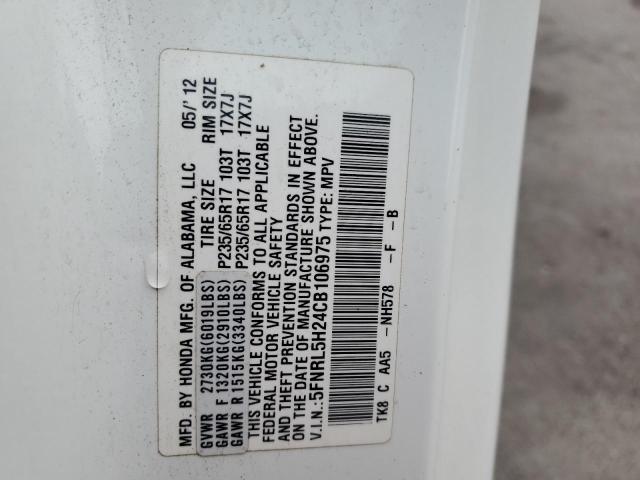 MFD. BY HONDA MFG. OF ALABAMA, LLC 05/'12
GVWR 2730KG(6019LBS) TIRE SIZE RIM SIZE
GAWR F 1320KG(2910LBS) P235/65R17 103T 17X7J
GAWR R 1515KG(3340LBS) P235/65R17 103T 17X7J
THIS VEHICLE CONFORMS TO ALL APPLICABLE
FEDERAL MOTOR VEHICLE SAFETY
AND THEFT PREVENTION STANDARDS IN EFFECT
ON THE DATE OF MANUFACTURE SHOWN ABOVE.
V.I.N.:5FNRL5H24CB106975 TYPE: MPV
TK8 C AA5 -NH578 -F -B